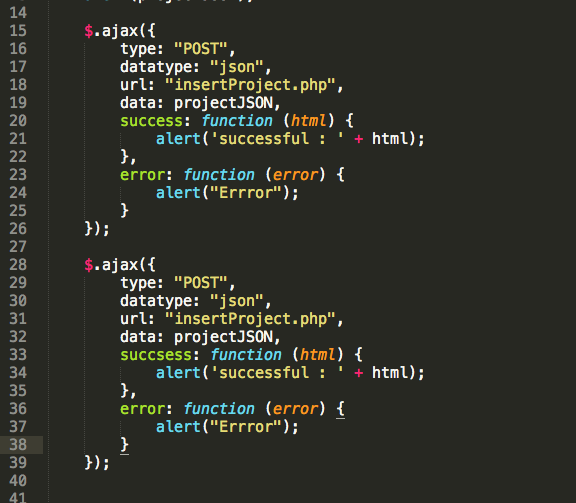 14
15 $.ajax({
16 type: "POST",
17 datatype: "json",
18 url: "insertProject.php",
19 data: projectJSON,
20 success: function (html) {
21 alert('successful : ' + html);
22 },
23 error: function (error) {
24 alert("Errror");
25 }
26 });
27
28 $.ajax({
29 type: "POST",
30 datatype: "json",
31 url: "insertProject.php",
32 data: projectJSON,
33 succsess: function (html) {
34 alert('successful : ' + html);
35 },
36 error: function (error) {
37 alert("Errror");
38 }
39 });
40
41